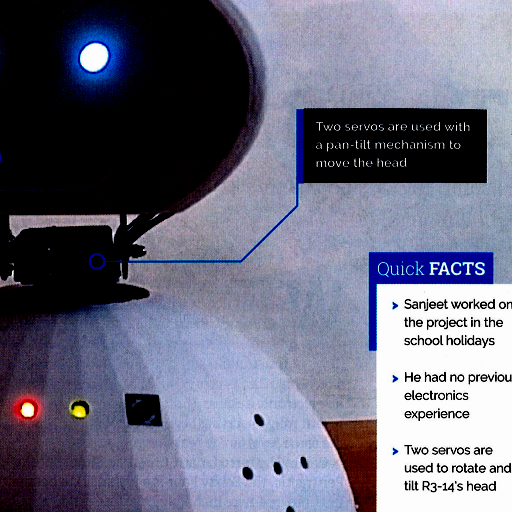 Two servos are used with
a pan-tilt mechanism to
move the head
Quick FACTS
Sanjeet worked on
the project in the
school holidays
He had no previou
electronics
experience
Two servos are
used to rotate and
tilt R3-14's head